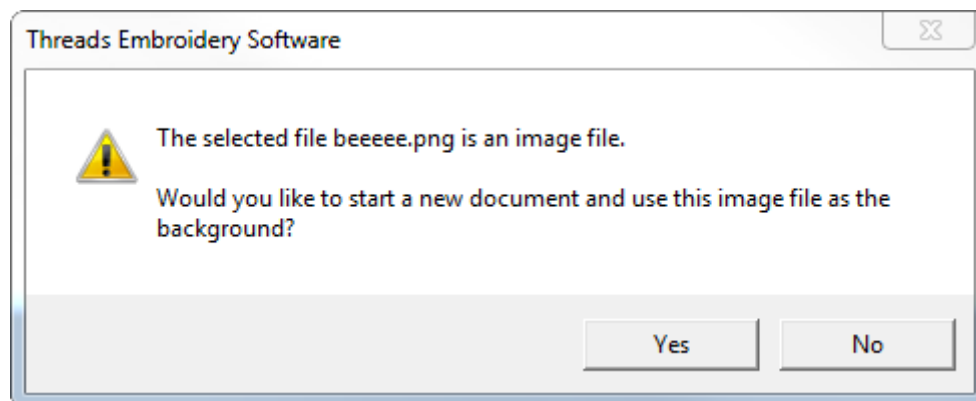 Threads Embroidery Software
The selected file beeeee.png is an image file.
Would you like to start a new document and use this image file as the
background?
Yes
No